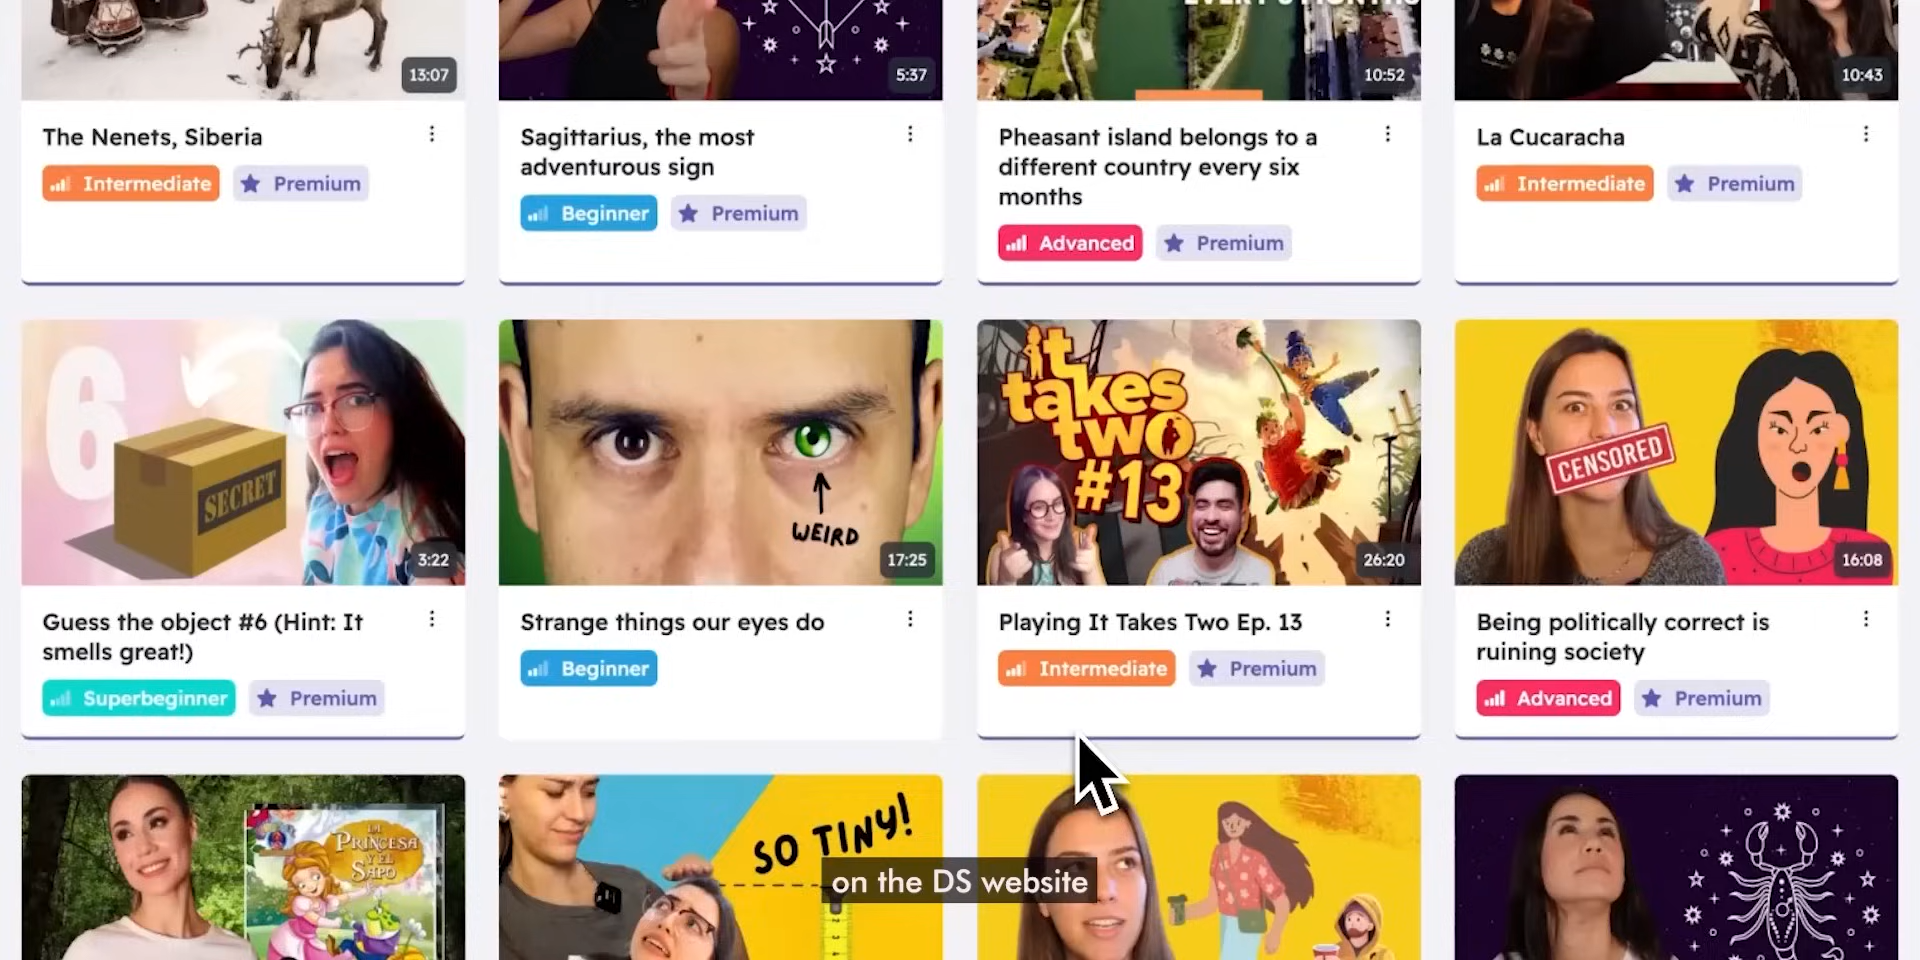 13:07
5:37
10:52
10:43
The Nenets, Siberia
Intermediate
Premium
Sagittarius, the most
adventurous sign
Beginner
Premium
Pheasant island belongs to a
different country every six
months
Advanced
Premium
La Cucaracha
Intermediate
Premium
6
SECRET
3:22
WEIRD
17:25
it
takes
two
#13
26:20
CENSORED
16:08
Guess the object #6 (Hint: It
smells great!)
Superbeginner
Premium
Strange things our eyes do
Beginner
Playing It Takes Two Ep. 13
Intermediate
Premium
Being politically correct is
ruining society
Advanced
Premium
LA
PRINCESA
Y EL
SAPO
SO TINY!
on the DS website